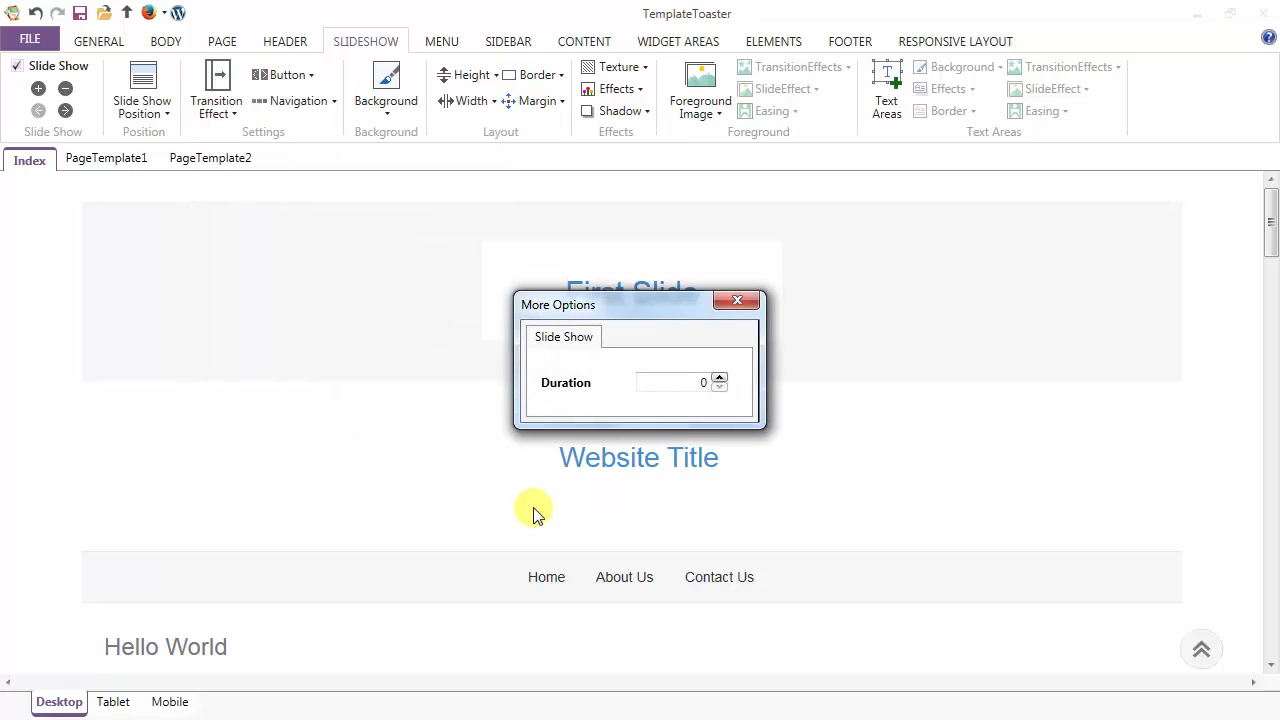 TemplateToaster
FILE GENERAL BODY PAGE HEADER SLIDESHOW MENU SIDEBAR CONTENT WIDGET AREAS ELEMENTS FOOTER RESPONSIVE LAYOUT
Slide Show
Slide Show
Slide Show
Position
Position
Transition
Effect
Button
Navigation
Settings
Background
Background
Height
Border
Width
Margin
Layout
Texture
Effects
Shadow
Effects
Foreground
Image
TransitionEffects
SlideEffect
Easing
Foreground
Text
Areas
Background
TransitionEffects
Effects
SlideEffect
Border
Easing
Text Areas
Index PageTemplate1 PageTemplate2
First Slide
More Options
Slide Show
Duration 0
Website Title
Home About Us Contact Us
Hello World
Desktop Tablet Mobile